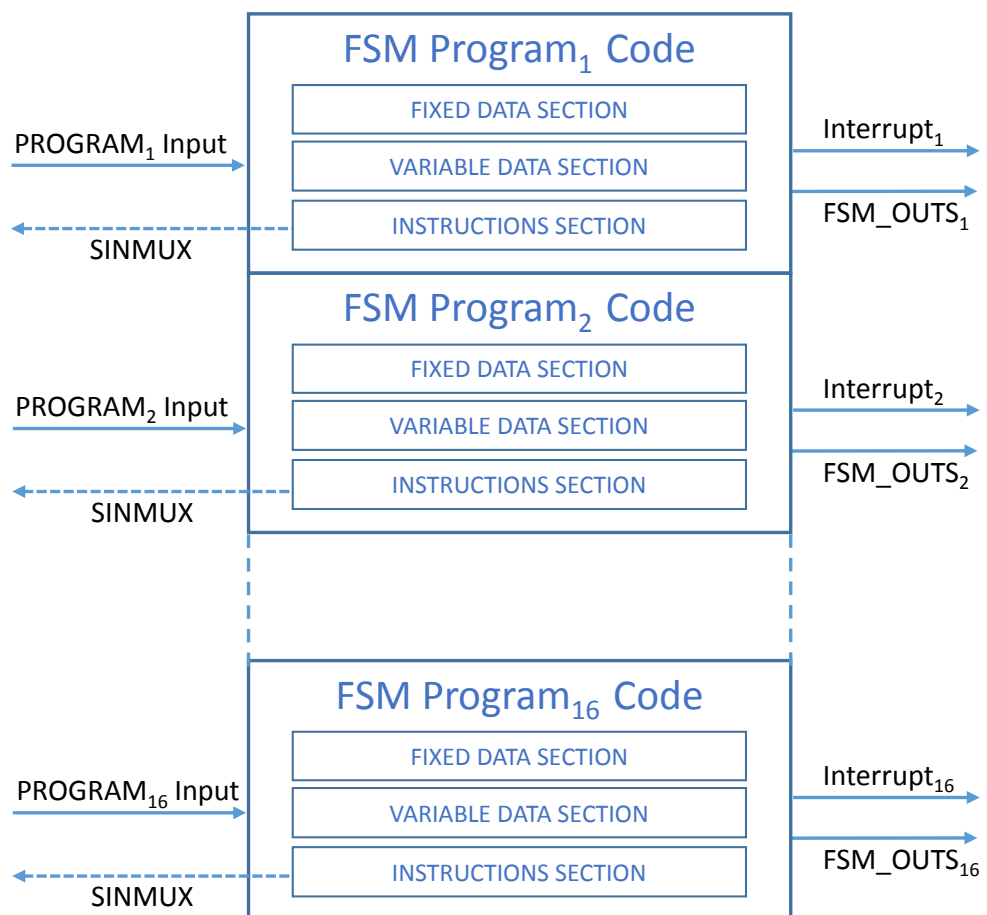 FSM Program₁ Code
FIXED DATA SECTION
PROGRAM₁ Input
Interrupt₁
VARIABLE DATA SECTION
FSM_OUTS₁
INSTRUCTIONS SECTION
SINMUX
FSM Program₂ Code
FIXED DATA SECTION
PROGRAM₂ Input
Interrupt₂
VARIABLE DATA SECTION
FSM_OUTS₂
INSTRUCTIONS SECTION
SINMUX
FSM Program₁₆ Code
FIXED DATA SECTION
PROGRAM₁₆ Input
Interrupt₁₆
VARIABLE DATA SECTION
FSM_OUTS₁₆
INSTRUCTIONS SECTION
SINMUX